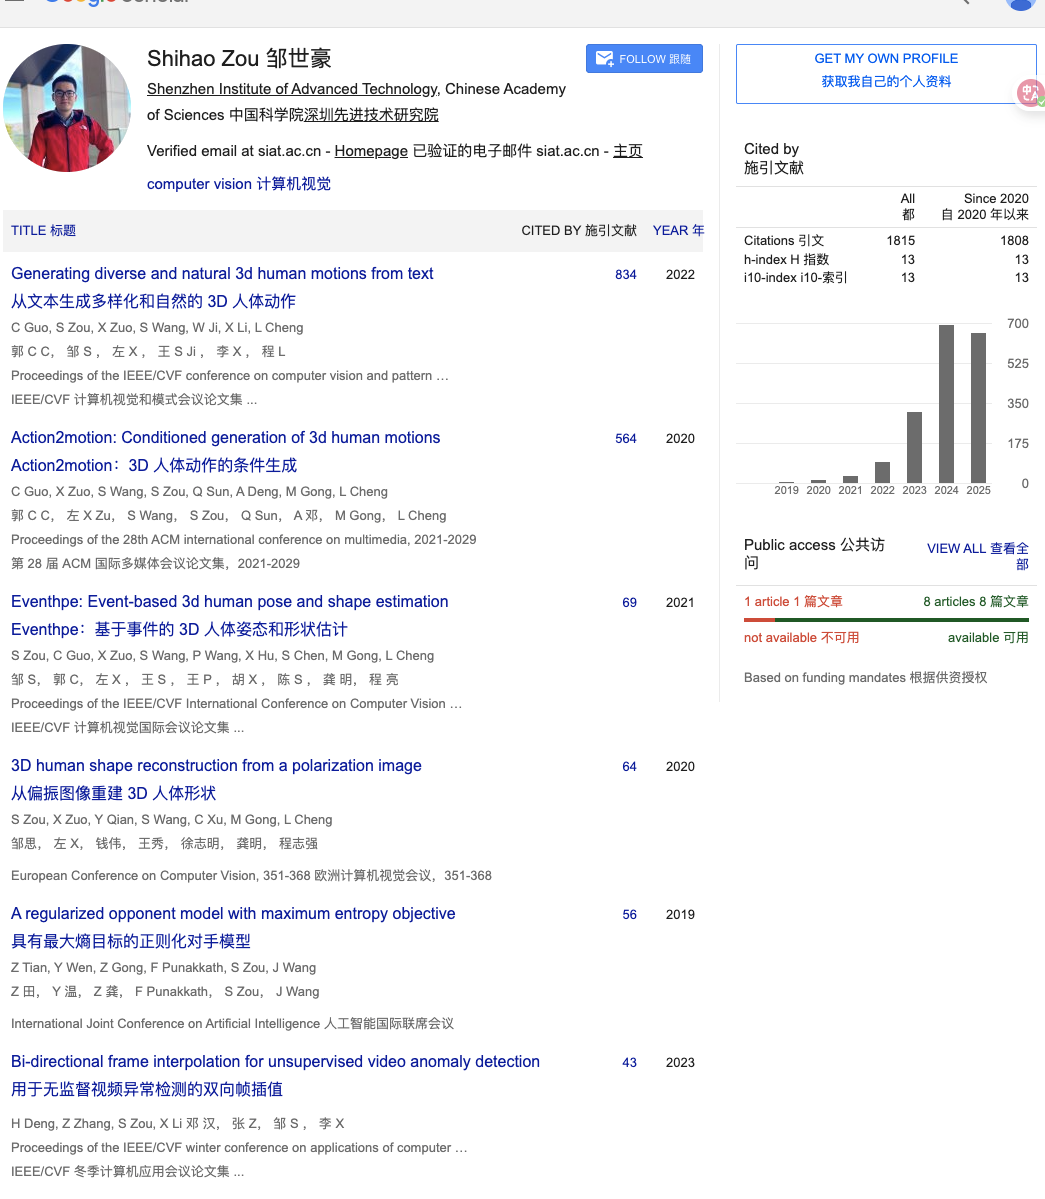 Shihao Zou 邹世豪
FOLLOW 跟随
Shenzhen Institute of Advanced Technology, Chinese Academy
of Sciences 中国科学院深圳先进技术研究院
Verified email at siat.ac.cn - Homepage 已验证的电子邮件 siat.ac.cn - 主页
computer vision 计算机视觉
TITLE 标题 CITED BY 施引文献 YEAR 年
Generating diverse and natural 3d human motions from text 834 2022
从文本生成多样化和自然的 3D 人体动作
C Guo, S Zou, X Zuo, S Wang, W Ji, X Li, L Cheng
郭 C C， 邹 S ， 左 X ， 王 S Ji ， 李 X ， 程 L
Proceedings of the IEEE/CVF conference on computer vision and pattern …
IEEE/CVF 计算机视觉和模式会议论文集 ...
Action2motion: Conditioned generation of 3d human motions 564 2020
Action2motion：3D 人体动作的条件生成
C Guo, X Zuo, S Wang, S Zou, Q Sun, A Deng, M Gong, L Cheng
郭 C C， 左 X Zu， S Wang， S Zou， Q Sun， A 邓， M Gong， L Cheng
Proceedings of the 28th ACM international conference on multimedia, 2021-2029
第 28 届 ACM 国际多媒体会议论文集，2021-2029
Eventhpe: Event-based 3d human pose and shape estimation 69 2021
Eventhpe：基于事件的 3D 人体姿态和形状估计
S Zou, C Guo, X Zuo, S Wang, P Wang, X Hu, S Chen, M Gong, L Cheng
邹 S， 郭 C， 左 X ， 王 S ， 王 P ， 胡 X ， 陈 S ， 龚 明， 程 亮
Proceedings of the IEEE/CVF International Conference on Computer Vision …
IEEE/CVF 计算机视觉国际会议论文集 ...
3D human shape reconstruction from a polarization image 64 2020
从偏振图像重建 3D 人体形状
S Zou, X Zuo, Y Qian, S Wang, C Xu, M Gong, L Cheng
邹思， 左 X， 钱伟， 王秀， 徐志明， 龚明， 程志强
European Conference on Computer Vision, 351-368 欧洲计算机视觉会议，351-368
A regularized opponent model with maximum entropy objective 56 2019
具有最大熵目标的正则化对手模型
Z Tian, Y Wen, Z Gong, F Punakkath, S Zou, J Wang
Z 田， Y 温， Z 龚， F Punakkath， S Zou， J Wang
International Joint Conference on Artificial Intelligence 人工智能国际联席会议
Bi-directional frame interpolation for unsupervised video anomaly detection 43 2023
用于无监督视频异常检测的双向帧插值
H Deng, Z Zhang, S Zou, X Li 邓 汉， 张 Z， 邹 S ， 李 X
Proceedings of the IEEE/CVF winter conference on applications of computer …
IEEE/CVF 冬季计算机应用会议论文集 ...
GET MY OWN PROFILE
获取我自己的个人资料
Cited by
施引文献
All Since 2020
都 自 2020 年以来
Citations 引文 1815 1808
h-index H 指数 13 13
i10-index i10-索引 13 13
700
525
350
175
0
2019 2020 2021 2022 2023 2024 2025
Public access 公共访
问
VIEW ALL 查看全
部
1 article 1 篇文章 8 articles 8 篇文章
not available 不可用 available 可用
Based on funding mandates 根据供资授权